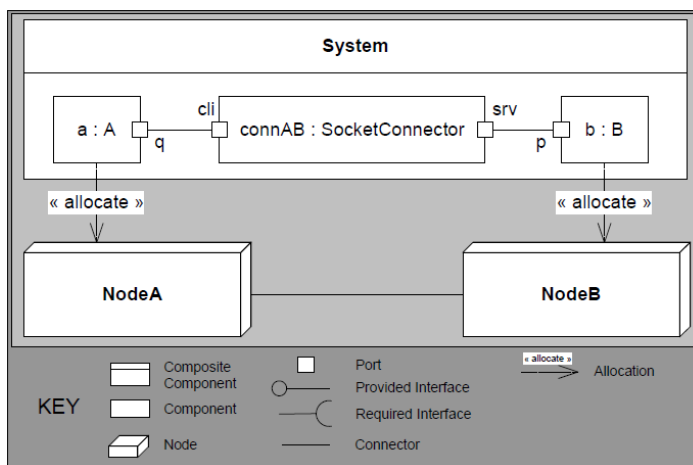 System
cli
srv
a : A
connAB : SocketConnector
b : B
q
p
« allocate »
« allocate »
NodeA
NodeB
KEY
Composite
Component
Component
Node
Port
Provided Interface
Required Interface
Connector
« allocate »
Allocation